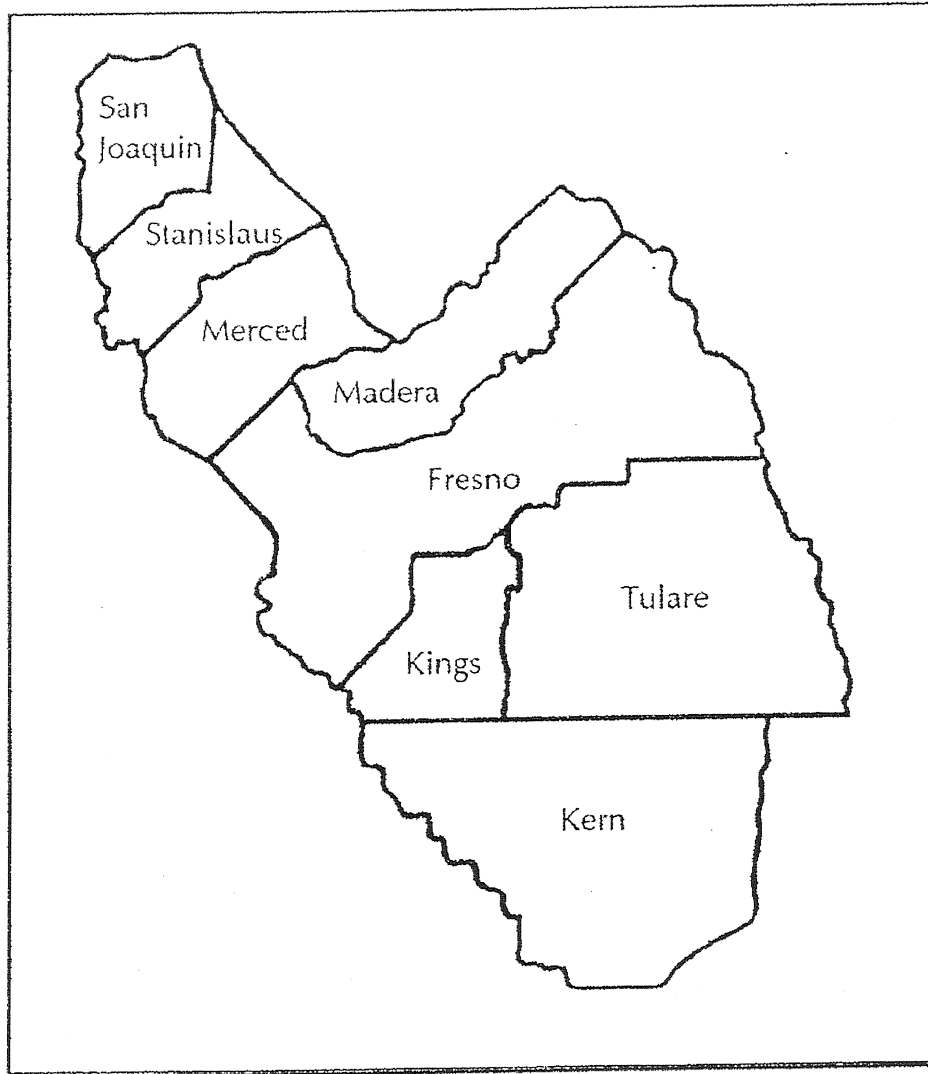 San
Joaquin
Stanislaus
Merced
Madera
Fresno
Tulare
Kings
Kern